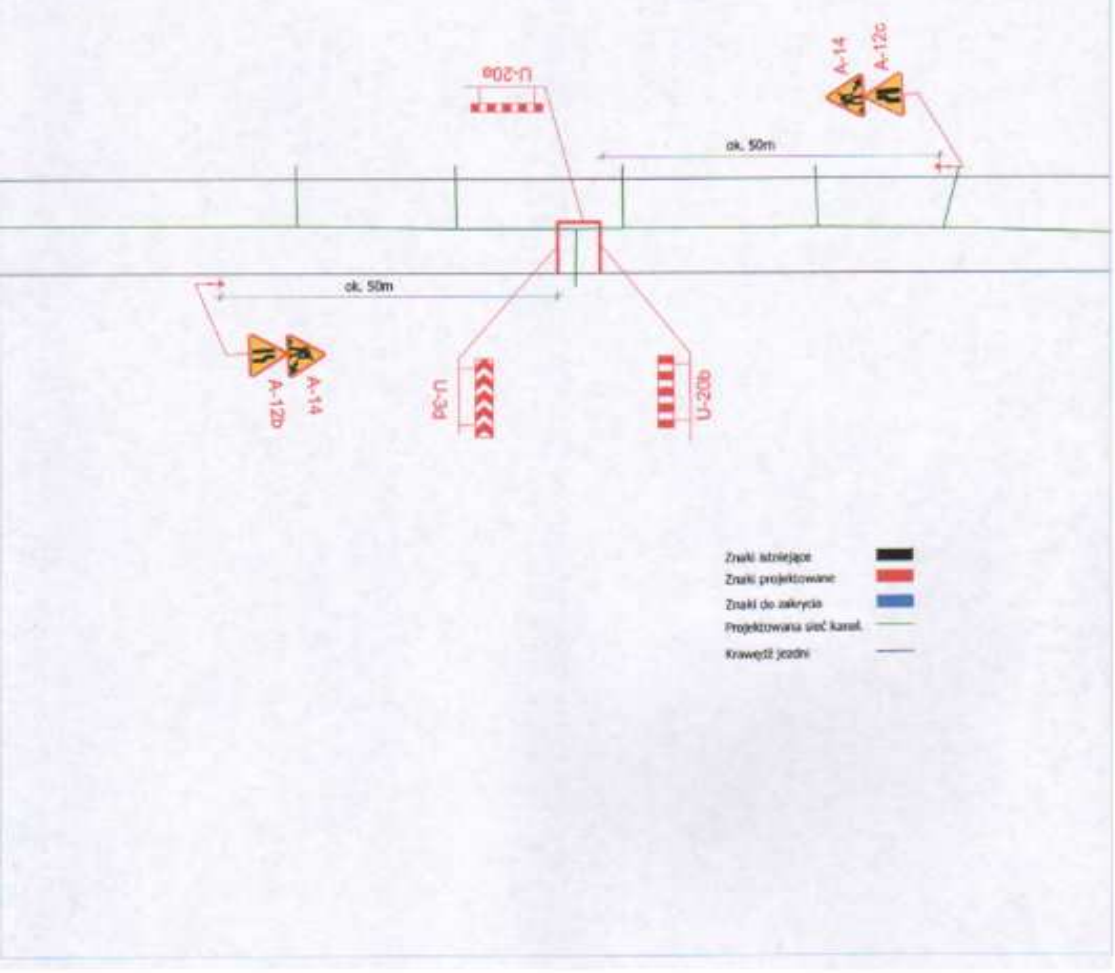 A-14
A-12c
U-20a
ok. 50m
ok. 50m
A-12b
A-14
U-3d
U-20b
Znaki istniejące
Znaki projektowane
Znaki do zakrycia
Projektowana sieć kanal.
Krawędź jezdni